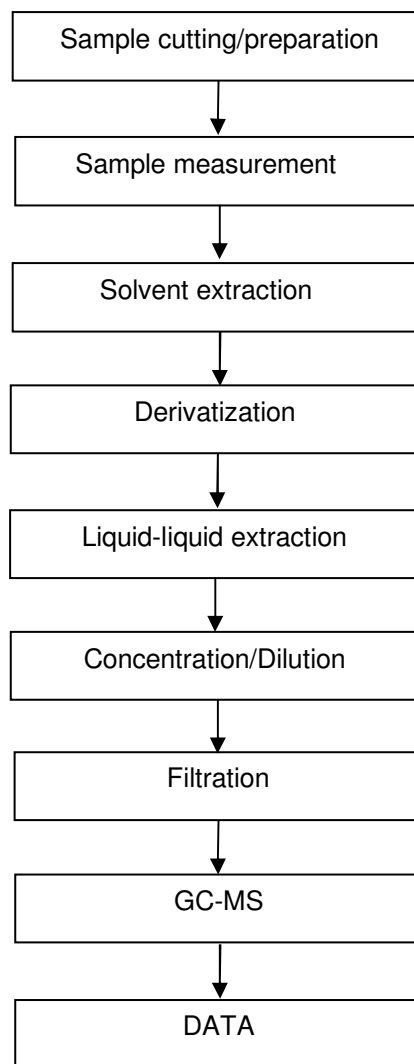 Sample cutting/preparation
Sample measurement
Solvent extraction
Derivatization
Liquid-liquid extraction
Concentration/Dilution
Filtration
GC-MS
DATA